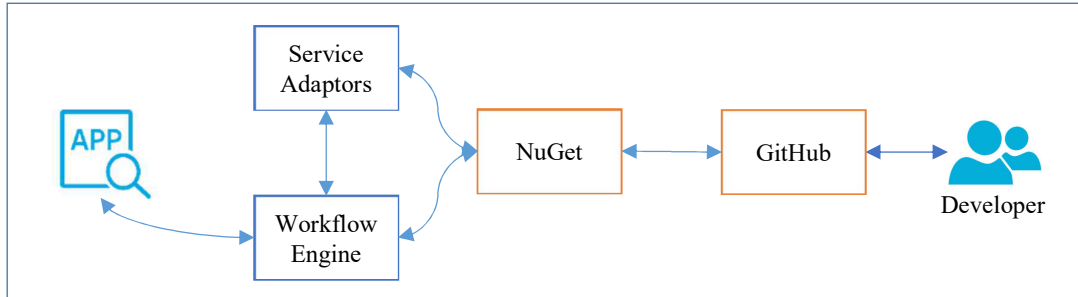 Service
Adaptors
APP
NuGet
GitHub
Workflow
Engine
Developer